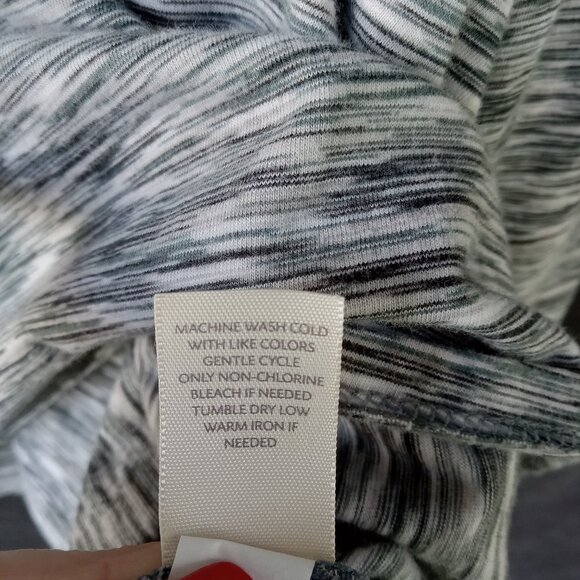 MACHINE WASH COLD
WITH LIKE COLORS
GENTLE CYCLE
ONLY NON-CHLORINE
BLEACH IF NEEDED
TUMBLE DRY LOW
WARM IRON IF
NEEDED